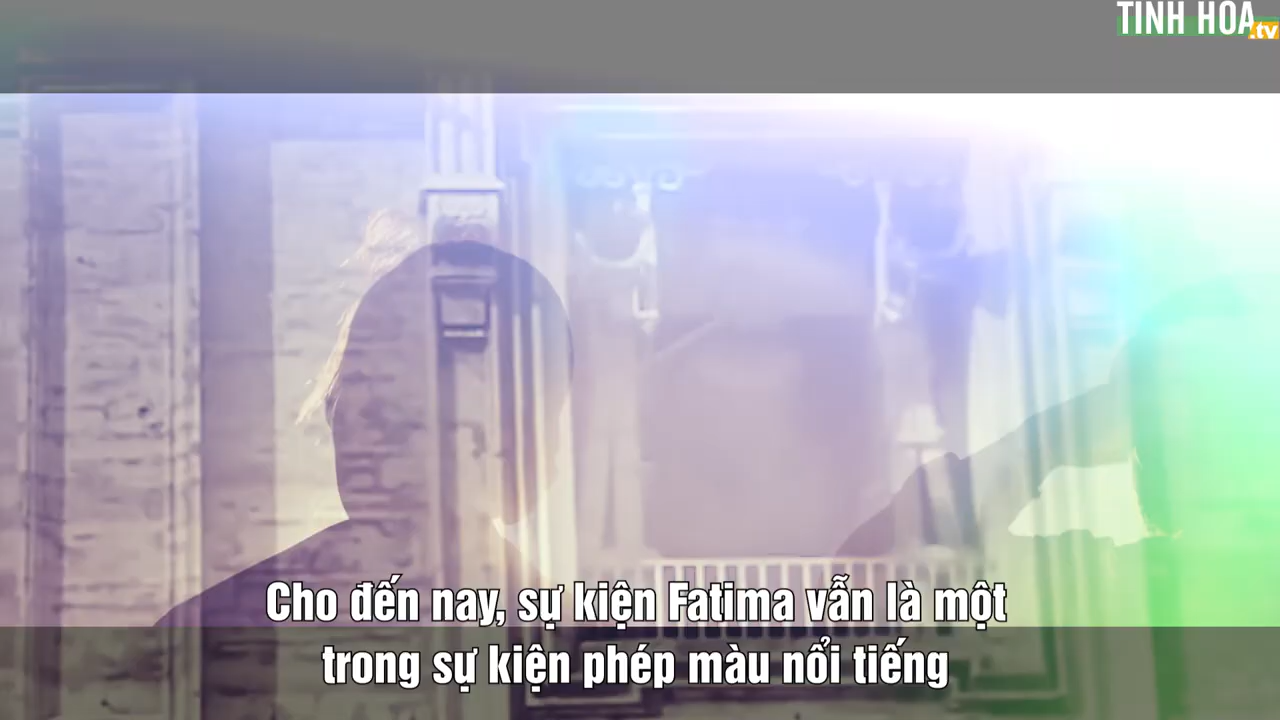 TINH HOA
.tv
Cho đến nay, sự kiện Fatima vẫn là một
trong sự kiện phép màu nổi tiếng